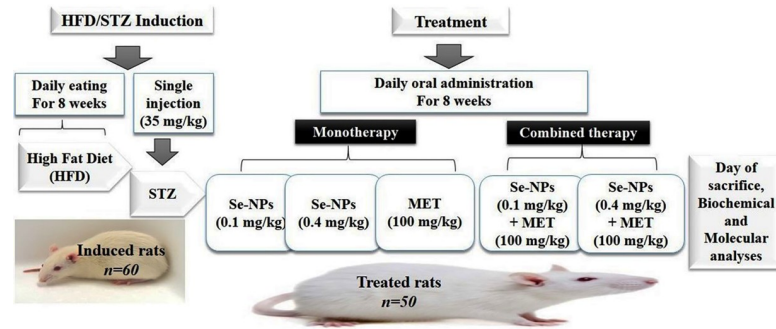 HFD/STZ Induction
Daily eating
For 8 weeks
Single
injection
(35 mg/kg)
High Fat Diet
(HFD)
STZ
Induced rats
n=60
Treatment
Daily oral administration
For 8 weeks
Monotherapy
Combined therapy
Se-NPs
(0.1 mg/kg)
Se-NPs
(0.4 mg/kg)
MET
(100 mg/kg)
Se-NPs
(0.1 mg/kg)
+ MET
(100 mg/kg)
Se-NPs
(0.4 mg/kg)
+ MET
(100 mg/kg)
Treated rats
n=50
Day of
sacrifice,
Biochemical
and
Molecular
analyses